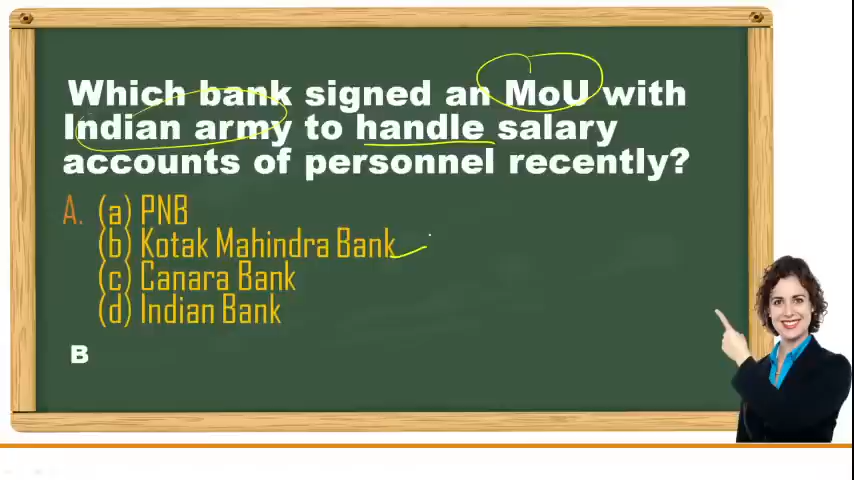 Which bank signed an MoU with
Indian army to handle salary
accounts of personnel recently?
A. (a) PNB
(b) Kotak Mahindra Bank
(c) Canara Bank
(d) Indian Bank
B